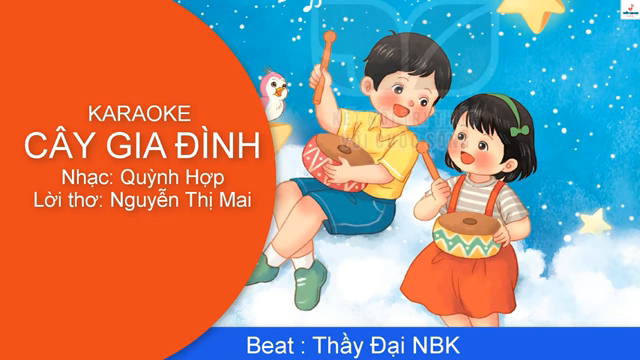 KARAOKE
CÂY GIA ĐÌNH
Nhạc: Quỳnh Hợp
Lời thơ: Nguyễn Thị Mai
Beat : Thầy Đại NBK